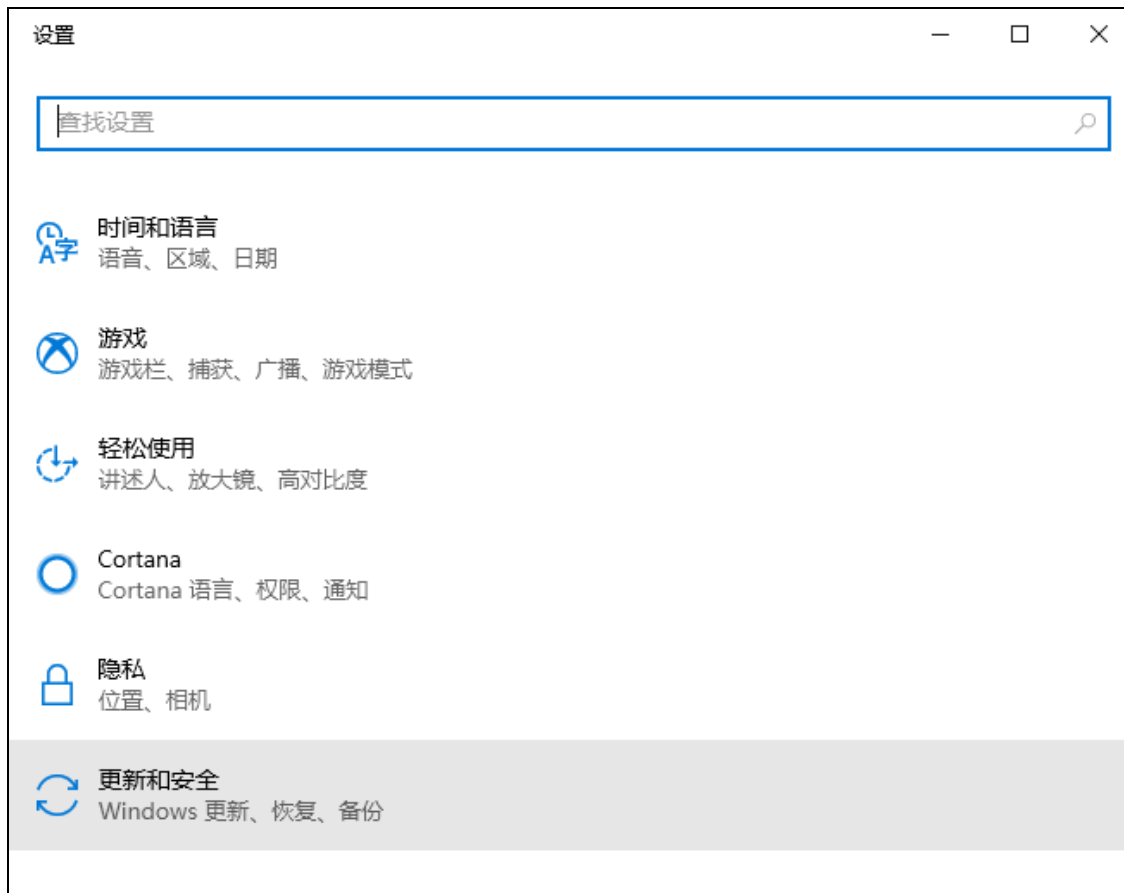 设置
查找设置
时间和语言
语音、区域、日期
游戏
游戏栏、捕获、广播、游戏模式
轻松使用
讲述人、放大镜、高对比度
Cortana
Cortana 语言、权限、通知
隐私
位置、相机
更新和安全
Windows 更新、恢复、备份